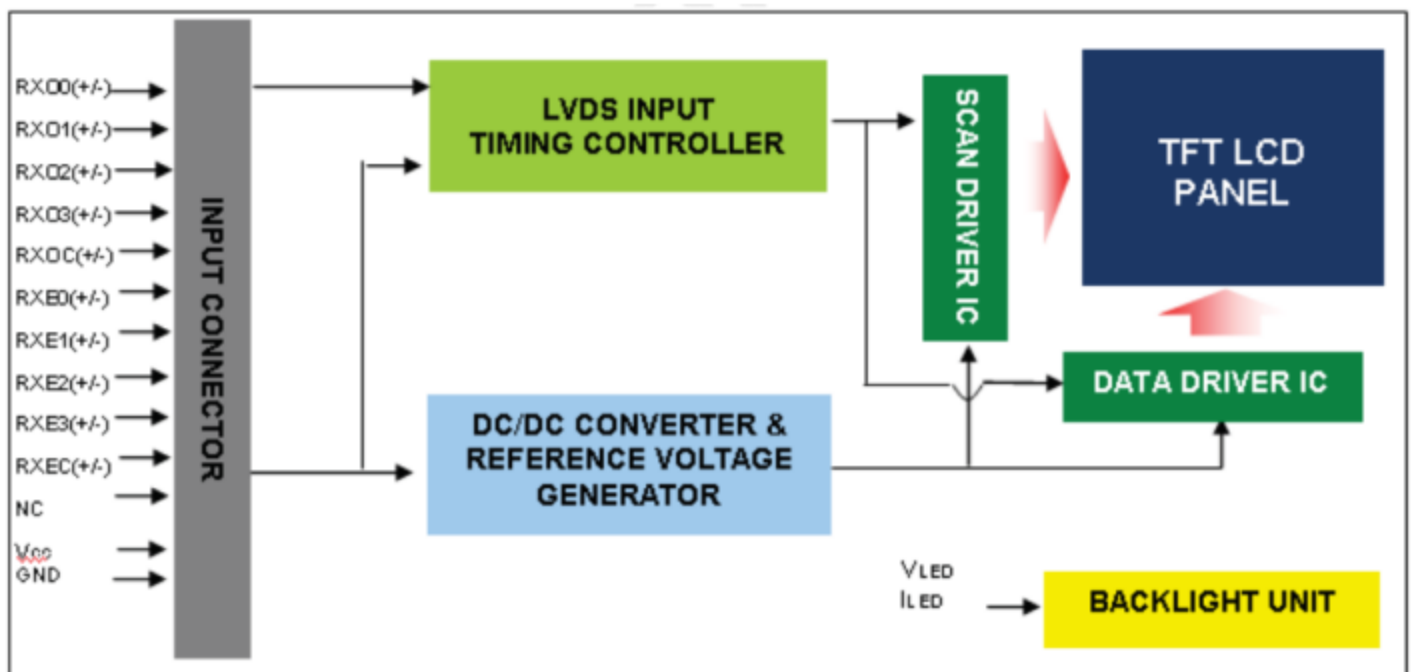 RXO0(+/-)
RXO1(+/-)
RXO2(+/-)
RXO3(+/-)
RXOC(+/-)
RXE0(+/-)
RXE1(+/-)
RXE2(+/-)
RXE3(+/-)
RXEC(+/-)
NC
Vcc
GND
INPUT CONNECTOR
LVDS INPUT
TIMING CONTROLLER
DC/DC CONVERTER &
REFERENCE VOLTAGE
GENERATOR
SCAN DRIVER IC
TFT LCD
PANEL
DATA DRIVER IC
VLED
ILED
BACKLIGHT UNIT